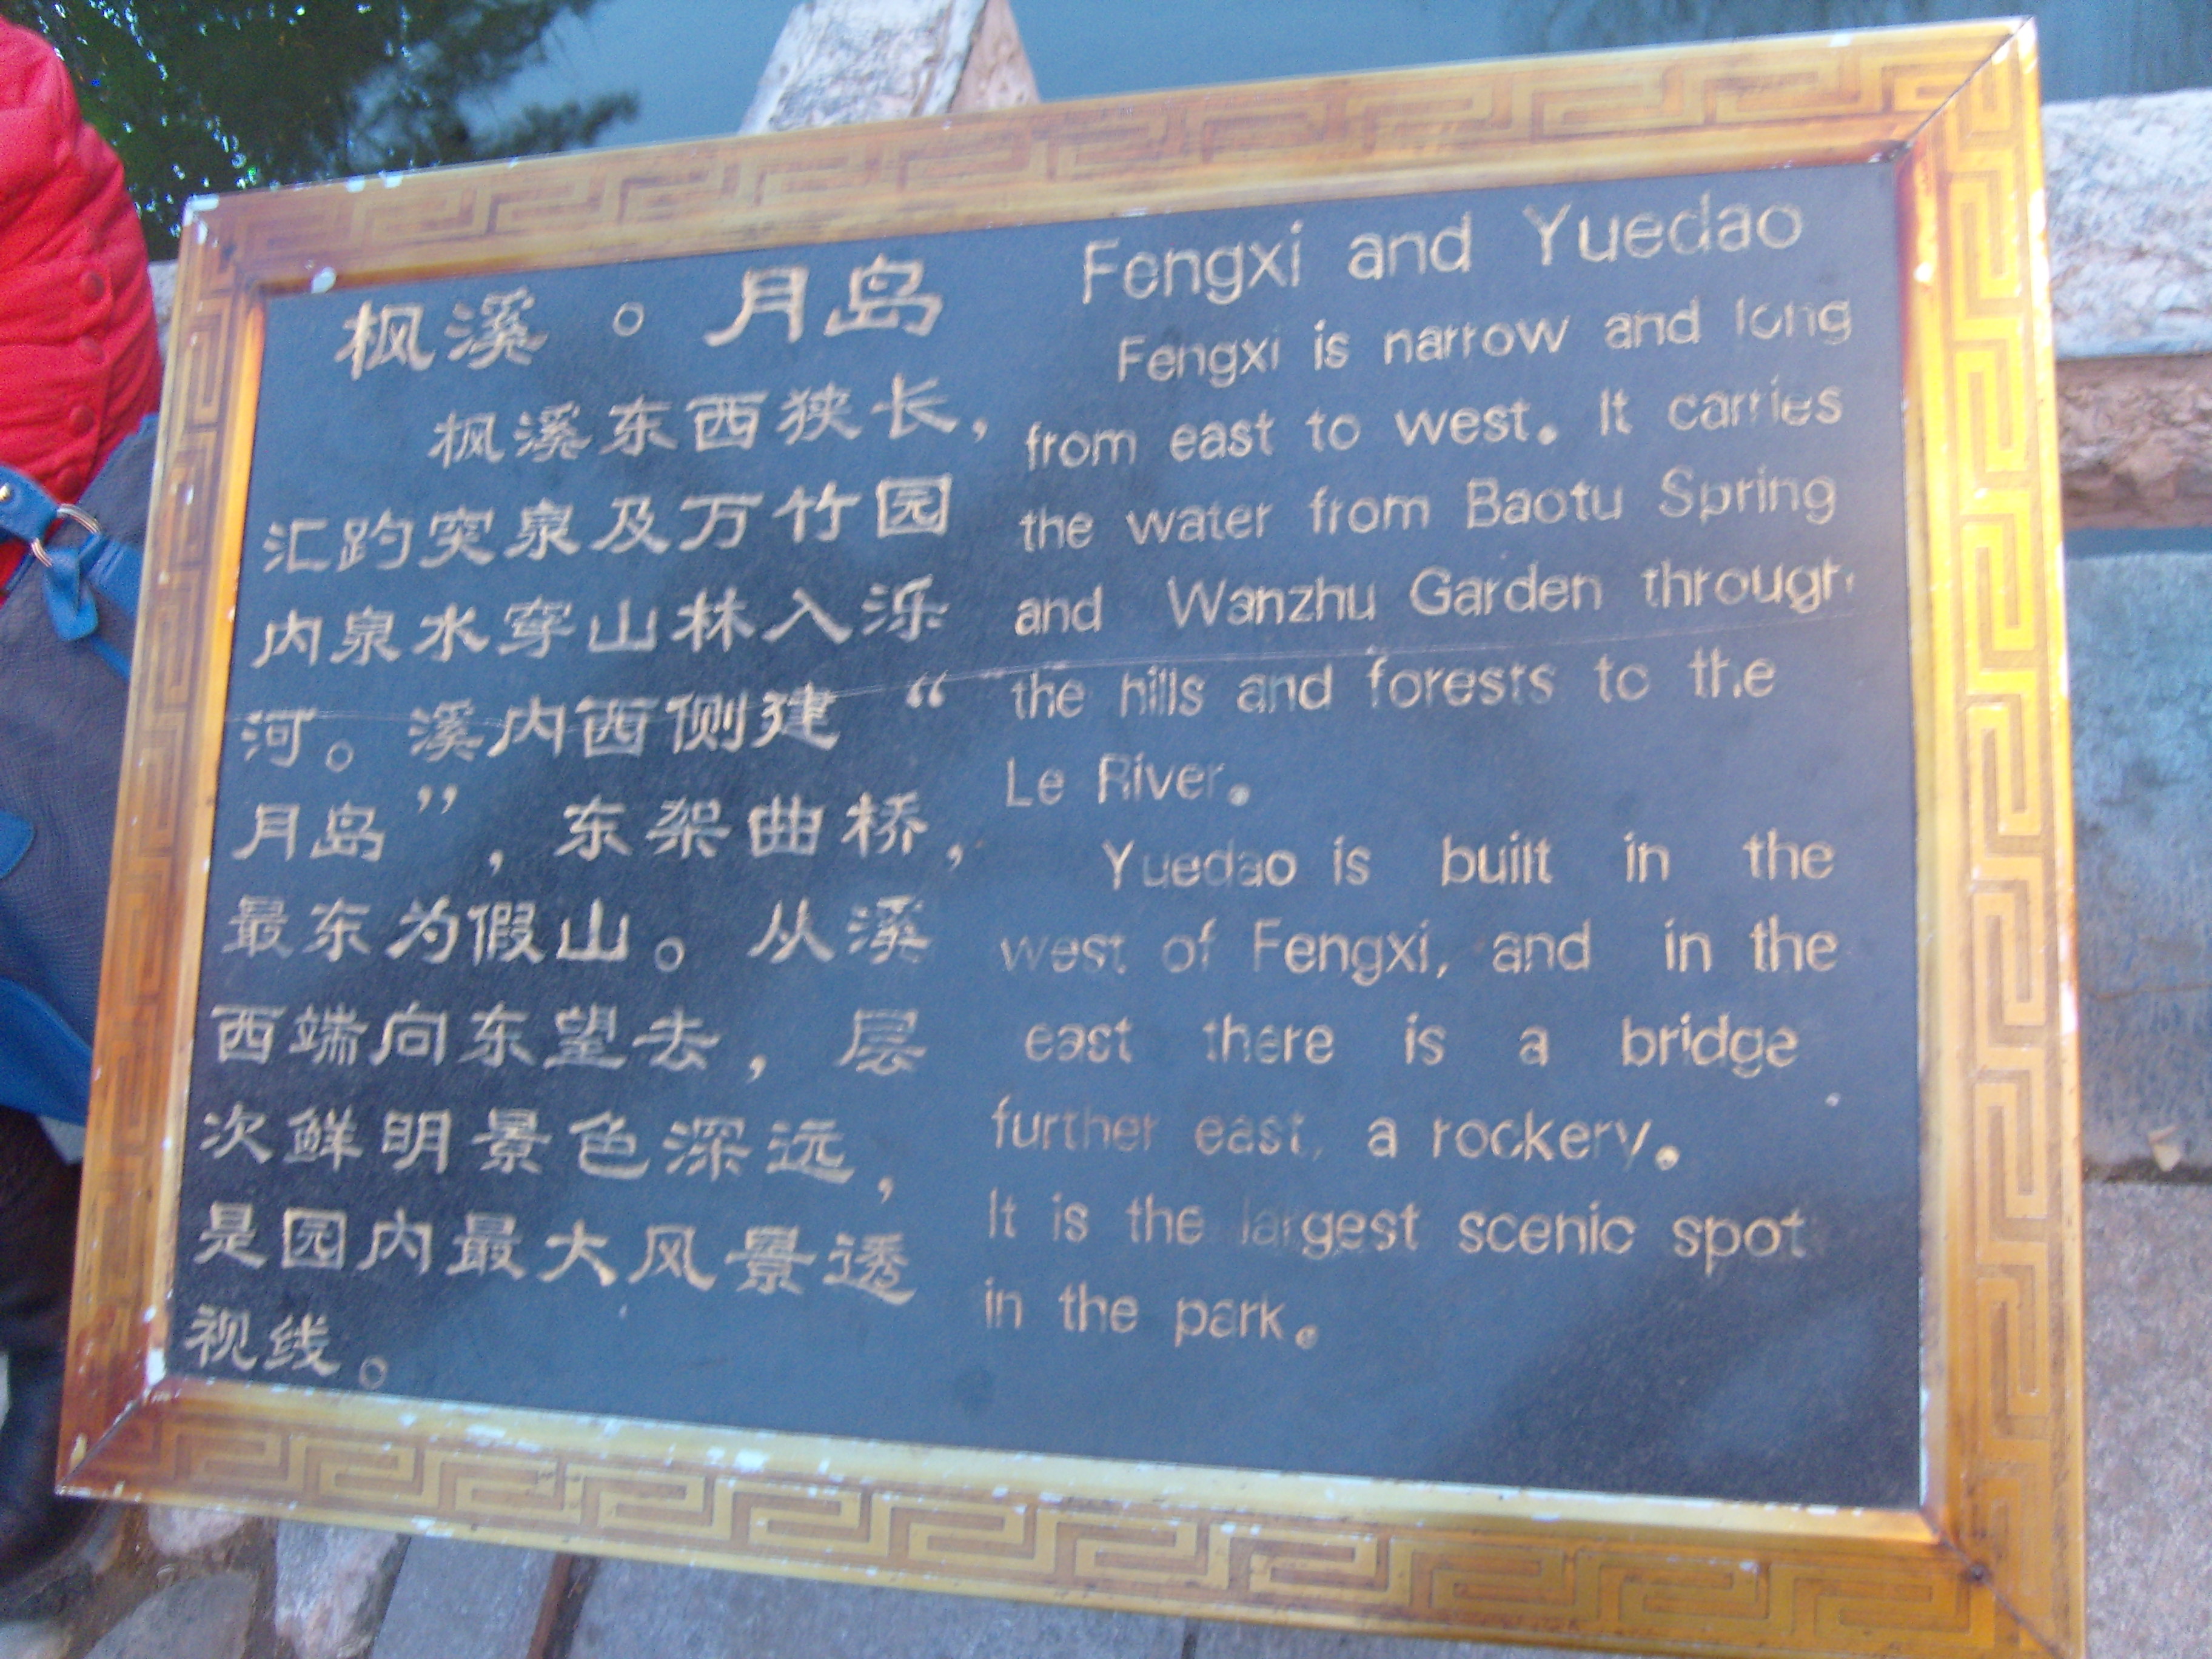 枫溪。月岛
枫溪东西狭长，
汇趵突泉及万竹园
内泉水穿山林入泺
河。溪内西侧建“
月岛”，东架曲桥，
最东为假山。从溪
西端向东望去，层
次鲜明景色深远，
是园内最大风景透
视线。
Fengxi and Yuedao
Fengxi is narrow and long
from east to west. It carries
the water from Baotu Spring
and Wanzhu Garden through
the hills and forests to the
Le River.
Yuedao is built in the
west of Fengxi, and in the
east there is a bridge
further east, a rockery.
It is the largest scenic spot
in the park.